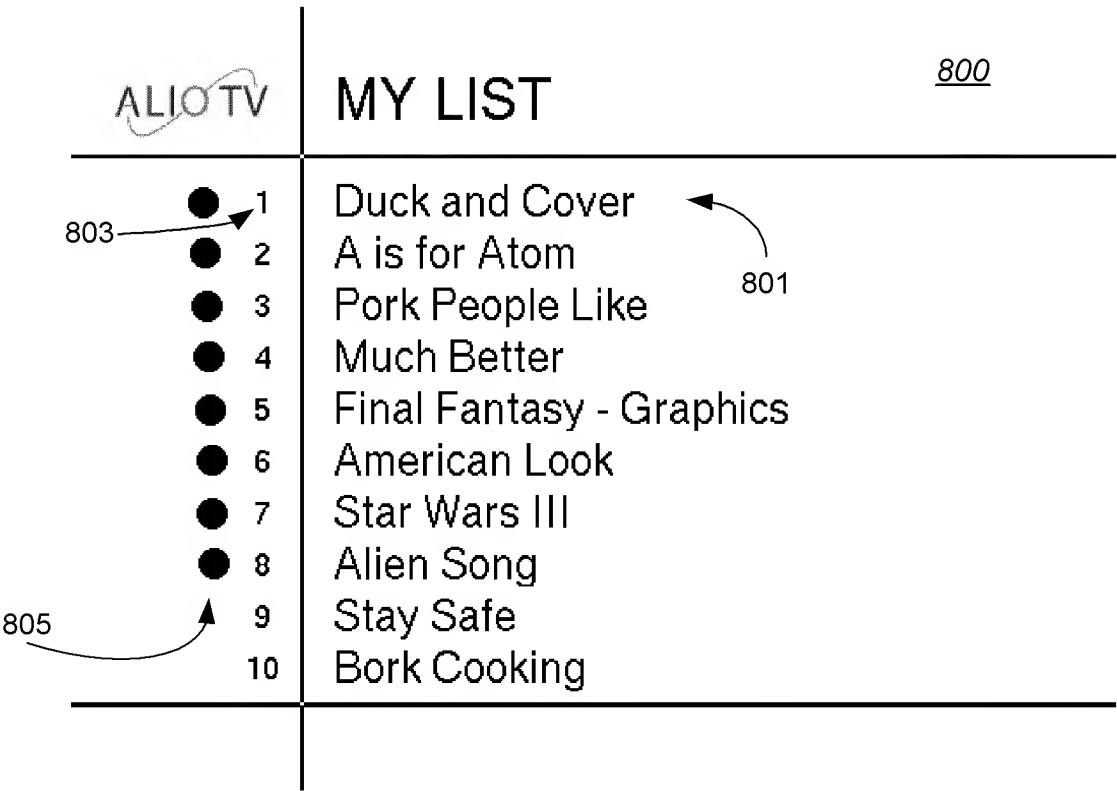 ALIO TV MY LIST 800
1 Duck and Cover
803
2 A is for Atom
801
3 Pork People Like
4 Much Better
5 Final Fantasy - Graphics
6 American Look
7 Star Wars III
8 Alien Song
9 Stay Safe
805
10 Bork Cooking